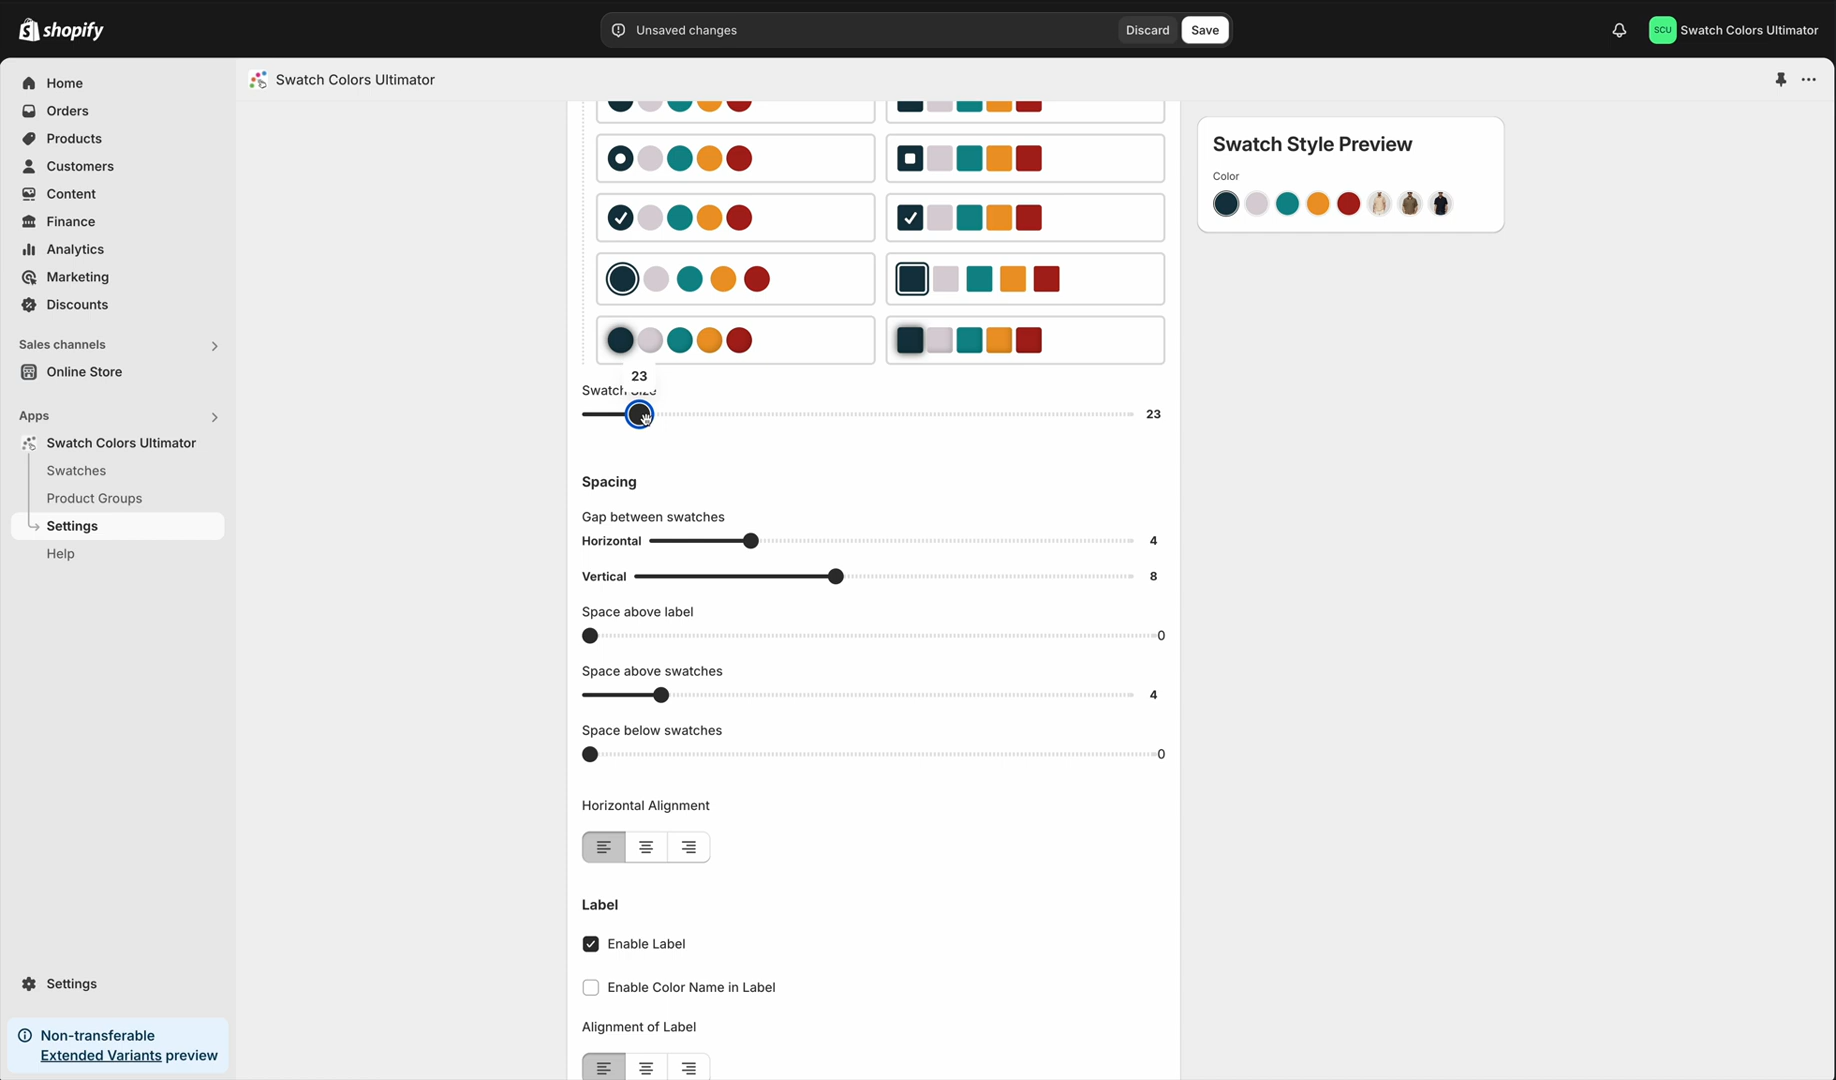 shopify
Unsaved changes
Discard
Save
SCU
Swatch Colors Ultimator
Home
Orders
Products
Customers
Content
Finance
Analytics
Marketing
Discounts
Sales channels
Online Store
Apps
Swatch Colors Ultimator
Swatches
Product Groups
Settings
Help
Settings
Non-transferable
Extended Variants preview
Swatch Colors Ultimator
23
Swatch Size
23
Spacing
Gap between swatches
Horizontal 4
Vertical 8
Space above label
0
Space above swatches
4
Space below swatches
0
Horizontal Alignment
Label
Enable Label
Enable Color Name in Label
Alignment of Label
Swatch Style Preview
Color